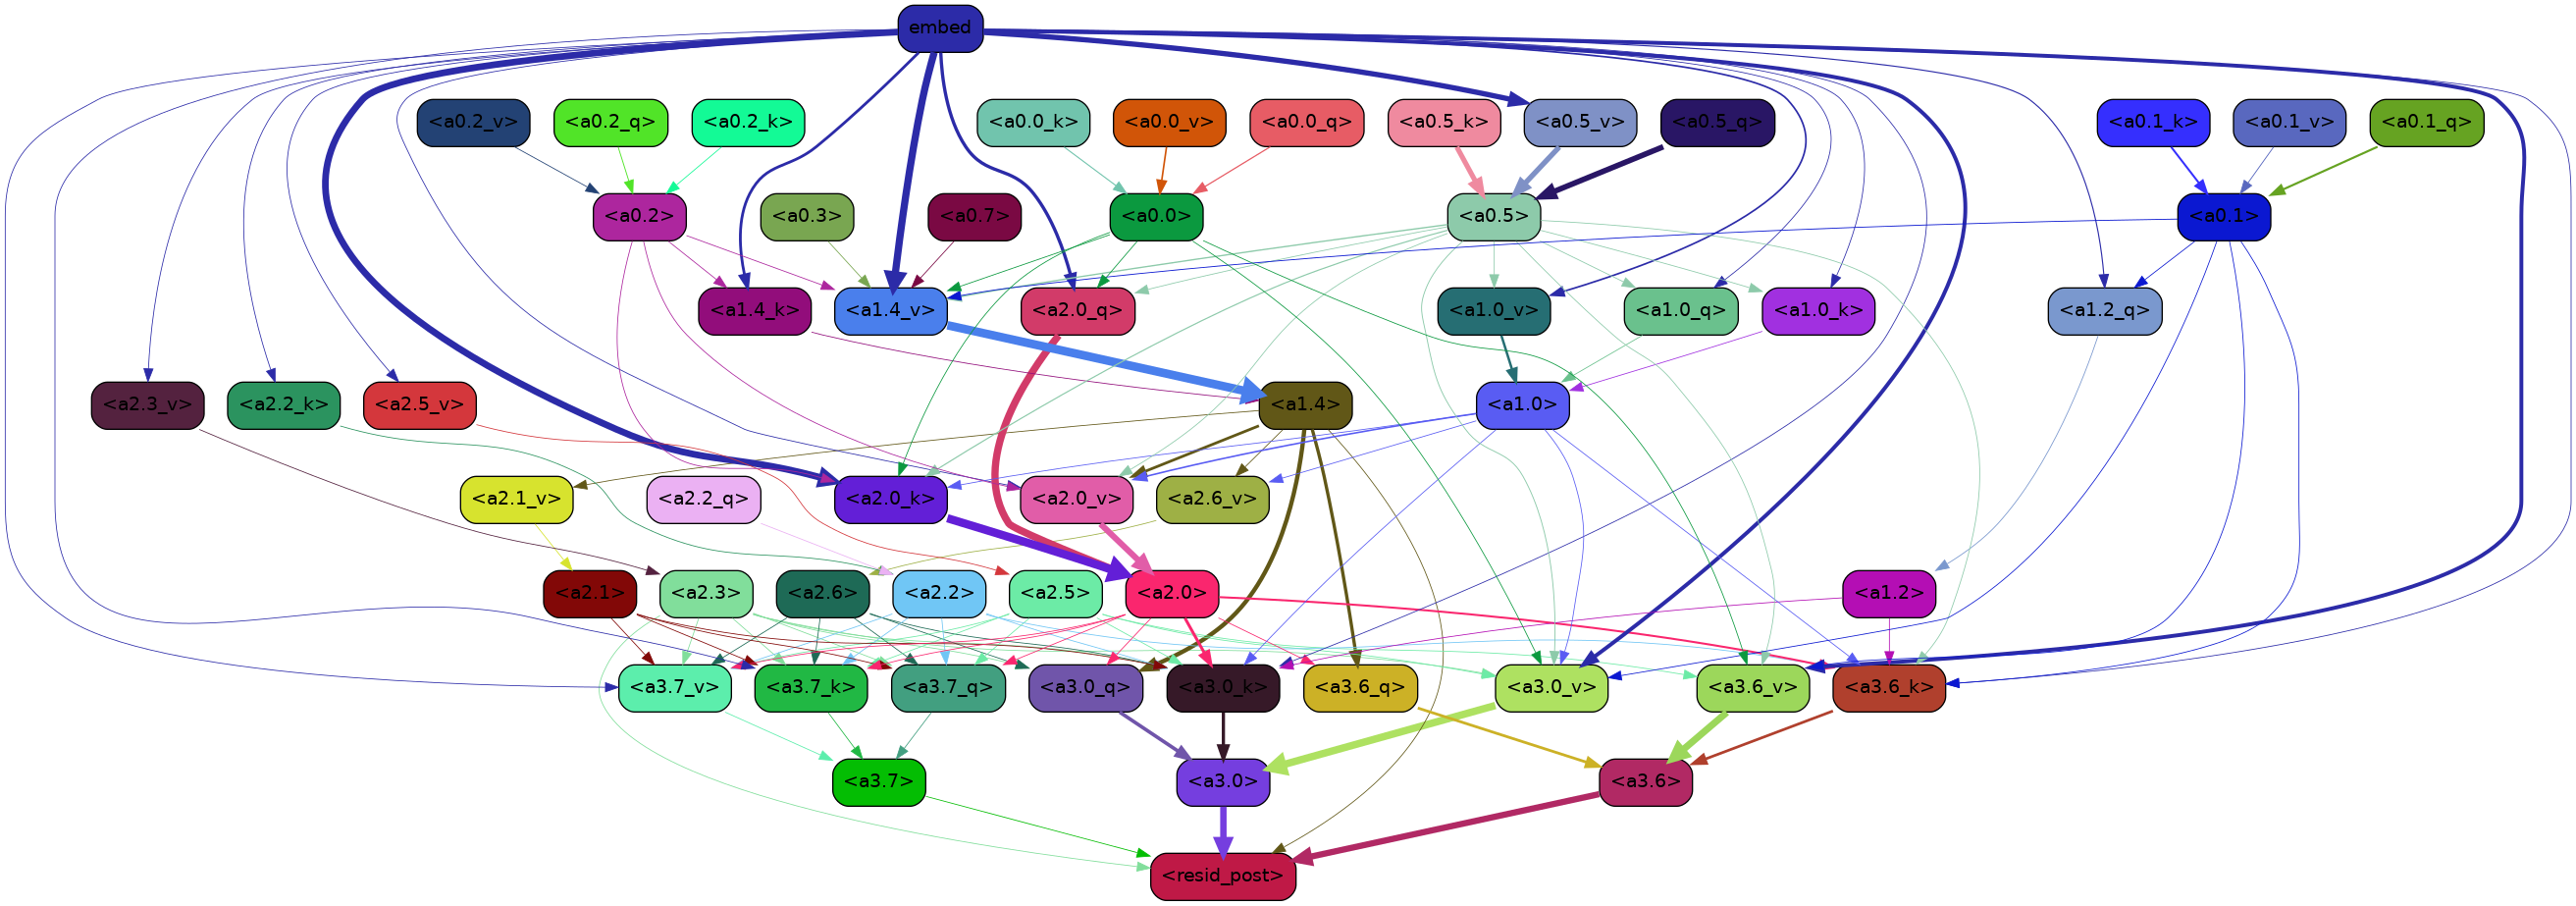 embed
<a0.2_v> <a0.2_q> <a0.2_k> <a0.0_k> <a0.0_v> <a0.0_q> <a0.5_k> <a0.5_v> <a0.5_q> <a0.1_k> <a0.1_v> <a0.1_q>
<a0.2> <a0.3> <a0.7> <a0.0> <a0.5> <a0.1>
<a1.4_k> <a1.4_v> <a2.0_q> <a1.0_v> <a1.0_q> <a1.0_k> <a1.2_q>
<a2.3_v> <a2.2_k> <a2.5_v> <a1.4> <a1.0>
<a2.1_v> <a2.2_q> <a2.0_k> <a2.0_v> <a2.6_v>
<a2.1> <a2.3> <a2.6> <a2.2> <a2.5> <a2.0> <a1.2>
<a3.7_v> <a3.7_k> <a3.7_q> <a3.0_q> <a3.0_k> <a3.6_q> <a3.0_v> <a3.6_v> <a3.6_k>
<a3.7> <a3.0> <a3.6>
<resid_post>